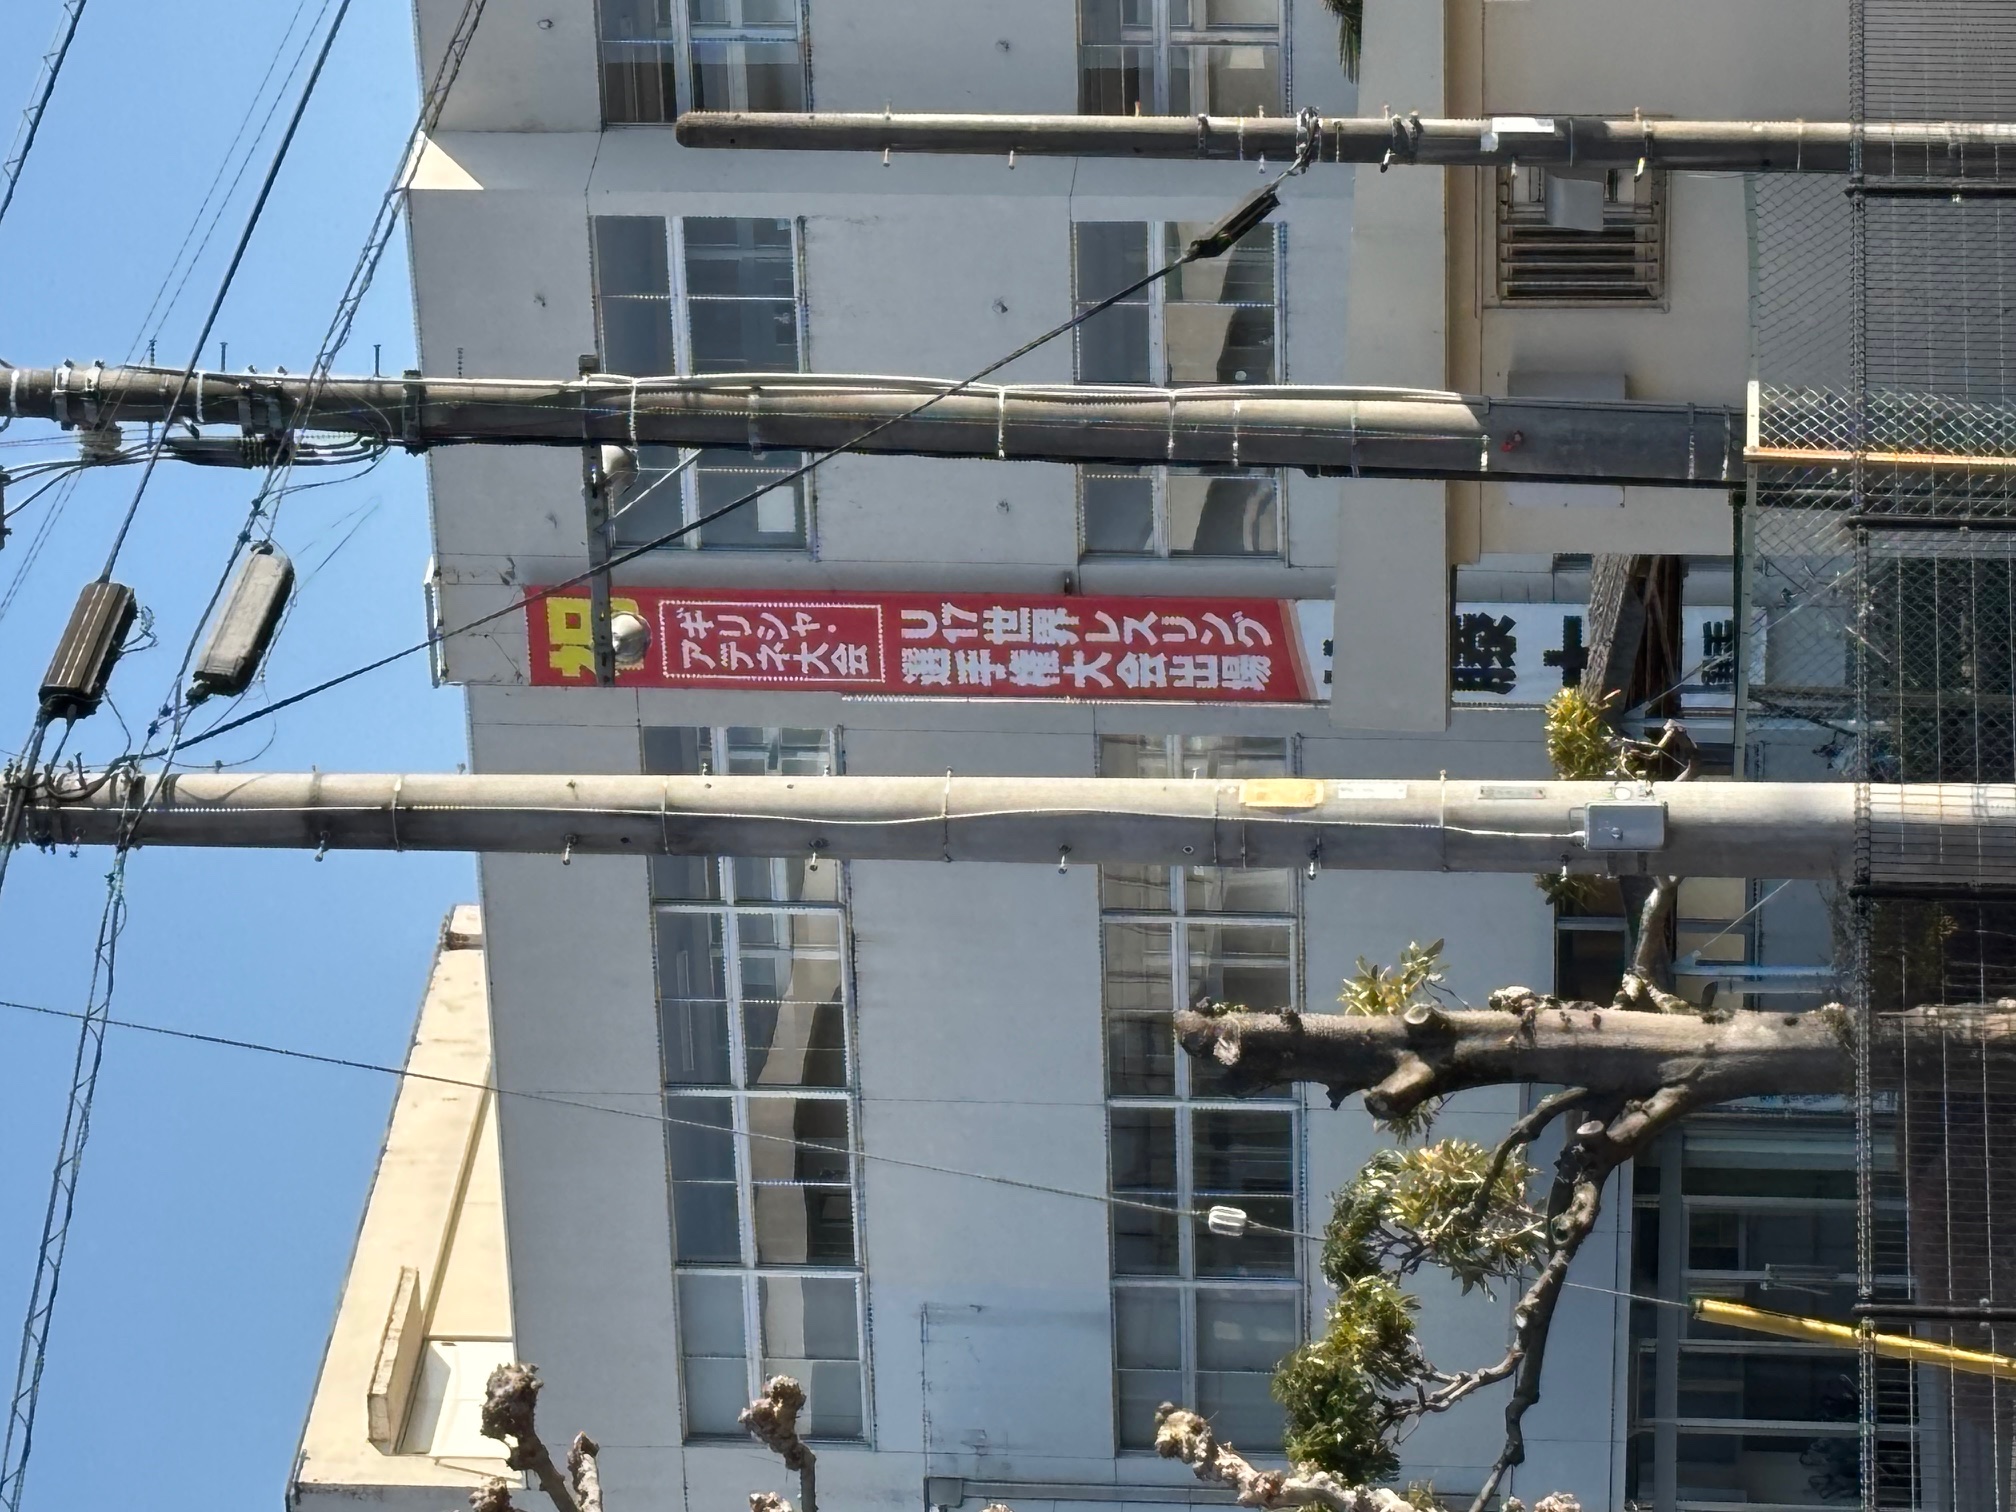 祝
ギリシャ・
アテネ大会
U17世界レスリング
選手権大会出場